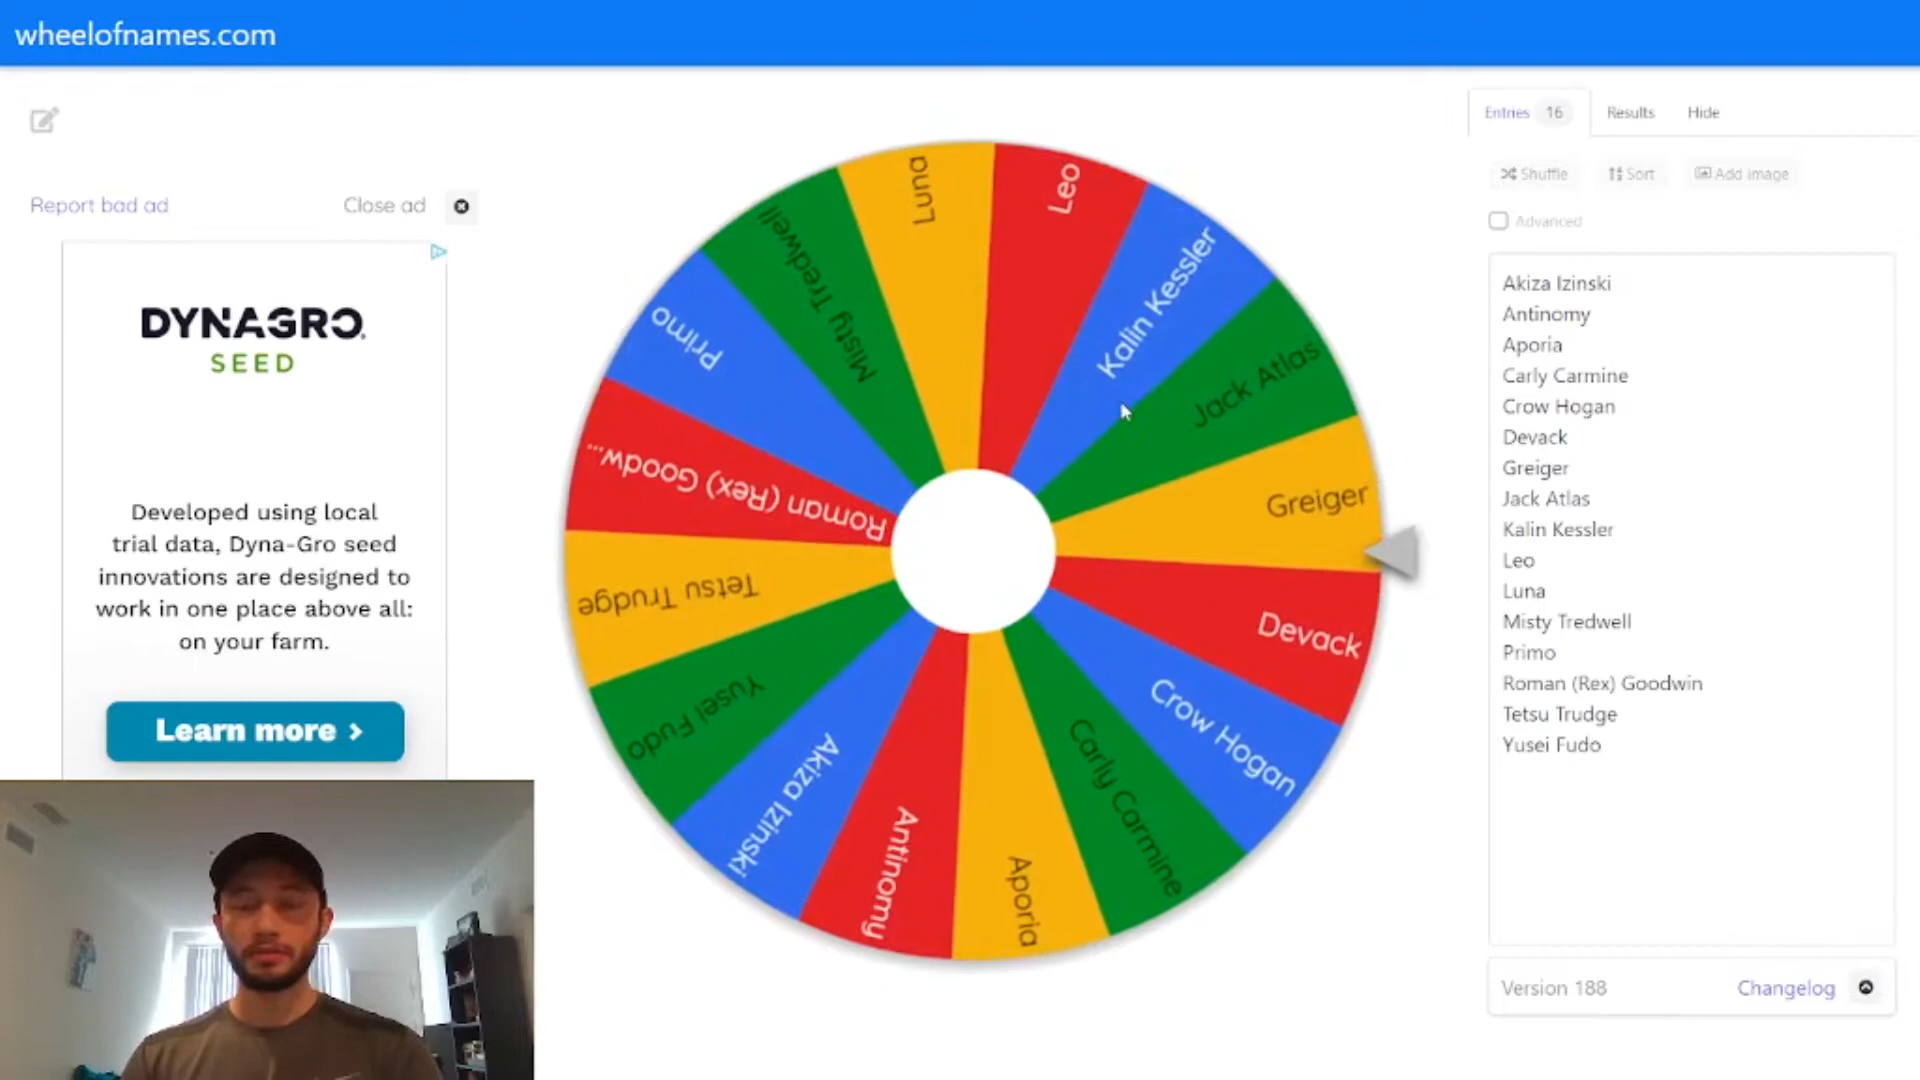 wheelofnames.com
Report bad ad
Close ad
DYNAGRO
SEED
Developed using local
trial data, Dyna-Gro seed
innovations are designed to
work in one place above all:
on your farm.
Learn more >
Luna
Leo
Kalin Kessler
Jack Atlas
Greiger
Devack
Crow Hogan
Carly Carmine
Aporia
Antinomy
Akiza Izinski
Yusei Fudo
Tetsu Trudge
Roman (Rex) Goodw...
Primo
Misty Tredwell
Entries 16
Results
Hide
Shuffle
Sort
Add image
Advanced
Akiza Izinski
Antinomy
Aporia
Carly Carmine
Crow Hogan
Devack
Greiger
Jack Atlas
Kalin Kessler
Leo
Luna
Misty Tredwell
Primo
Roman (Rex) Goodwin
Tetsu Trudge
Yusei Fudo
Version 188
Changelog